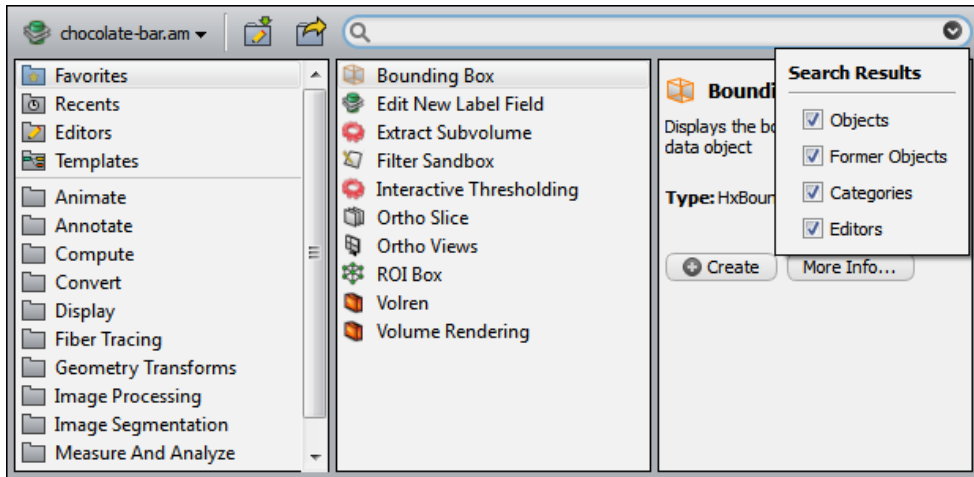 chocolate-bar.am
Favorites
Recents
Editors
Templates
Animate
Annotate
Compute
Convert
Display
Fiber Tracing
Geometry Transforms
Image Processing
Image Segmentation
Measure And Analyze
Bounding Box
Edit New Label Field
Extract Subvolume
Filter Sandbox
Interactive Thresholding
Ortho Slice
Ortho Views
ROI Box
Volren
Volume Rendering
Boundi
Displays the bo
data object
Type: HxBour
Create
More Info...
Search Results
Objects
Former Objects
Categories
Editors